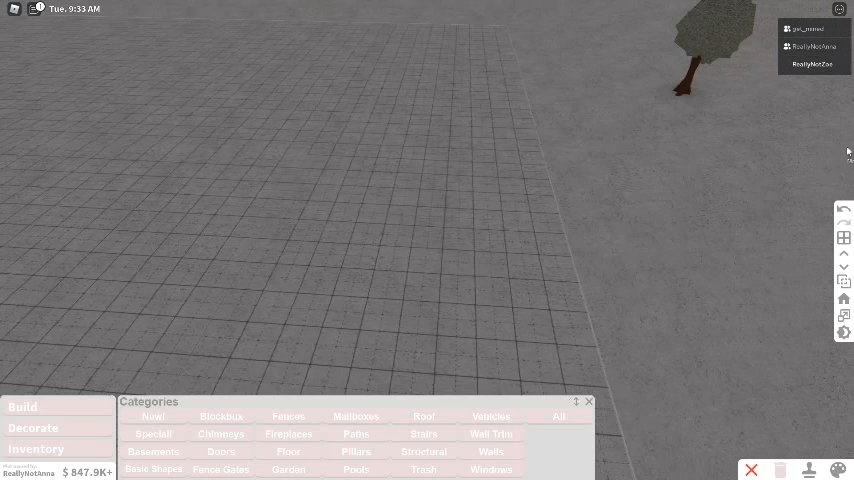 Tue. 9:33 AM
get_mined
ReallyNotAnna
ReallyNotZoe
Build
Decorate
Inventory
ReallyNotAnna
$ 847.9K+
Categories
New!
Blockbux
Fences
Mailboxes
Roof
Vehicles
All
Special!
Chimneys
Fireplaces
Paths
Stairs
Wall Trim
Basements
Doors
Floor
Pillars
Structural
Walls
Basic Shapes
Fence Gates
Garden
Pools
Trash
Windows